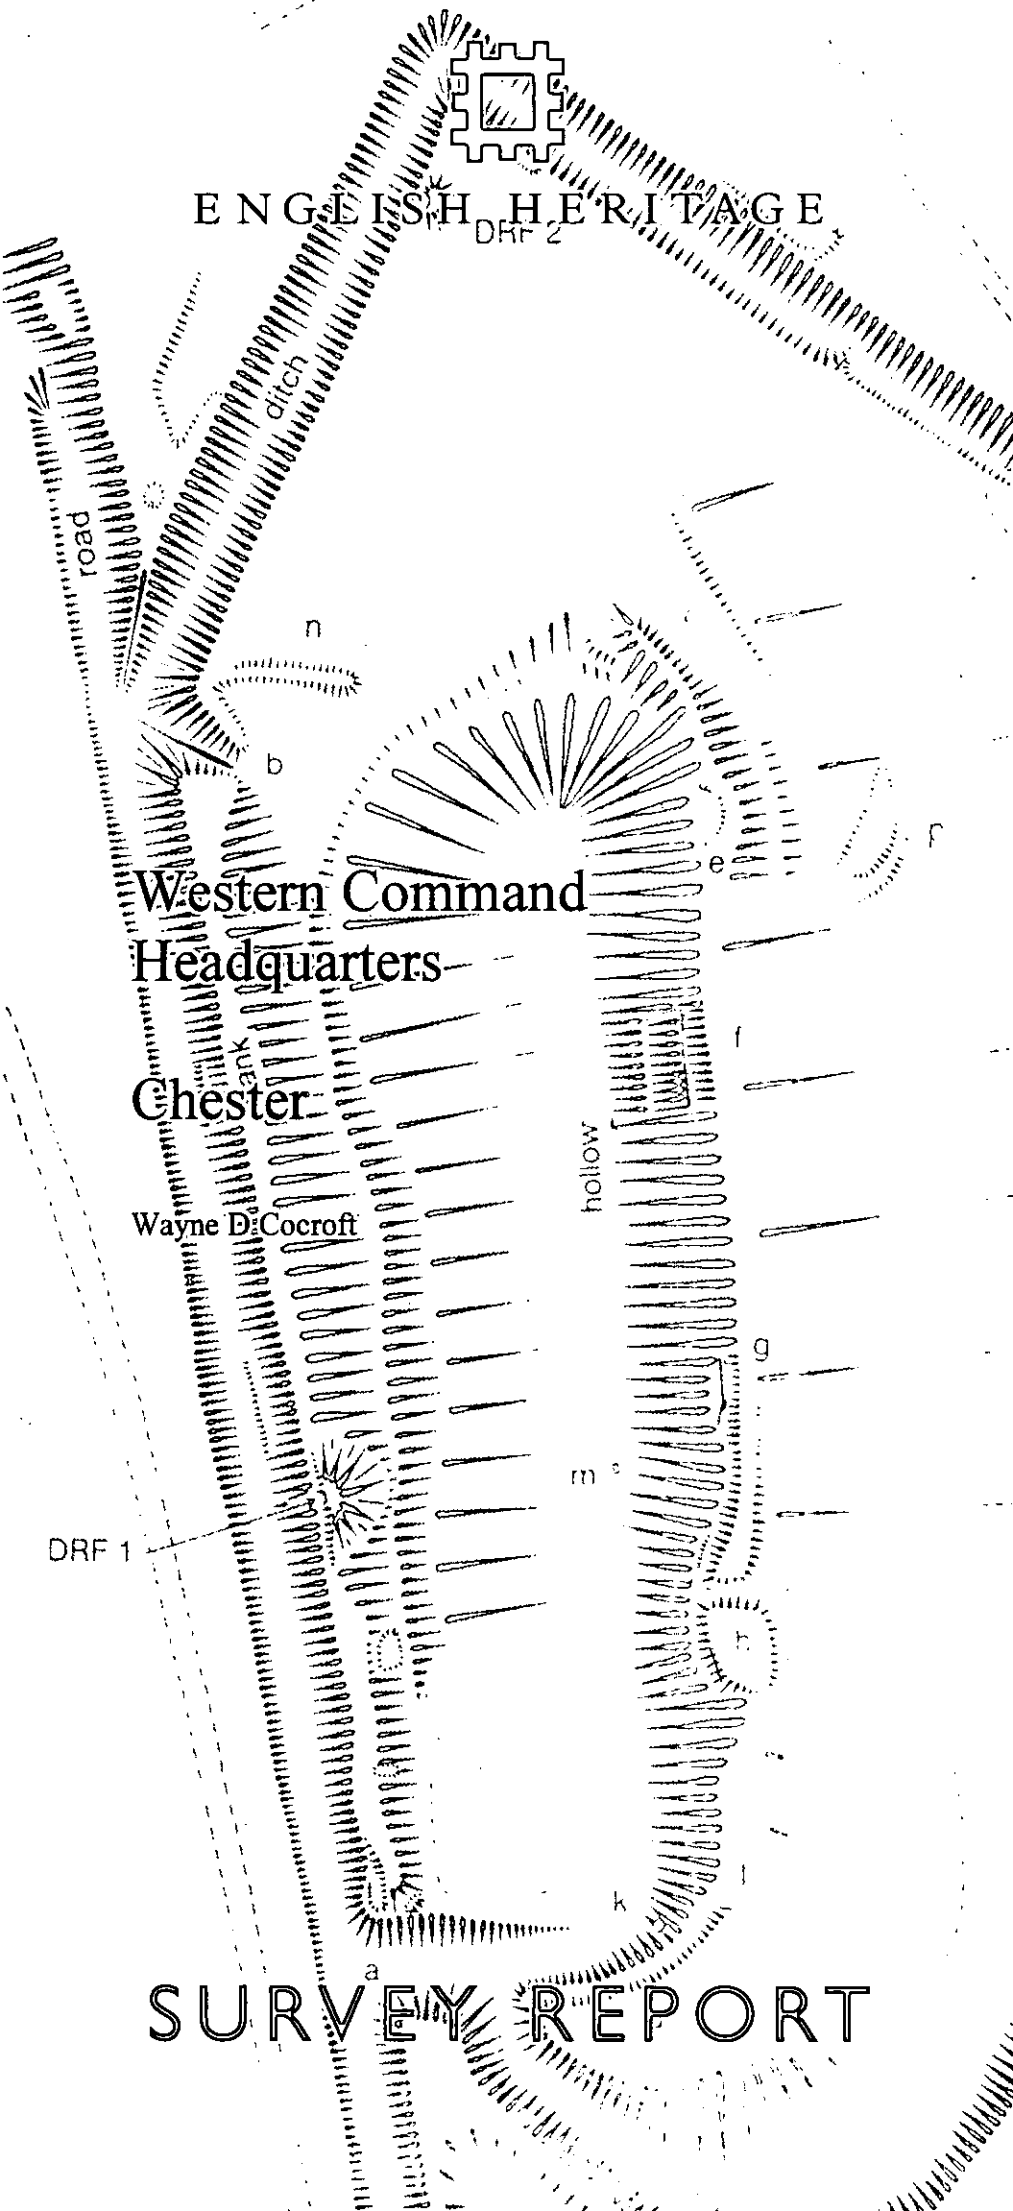 ENGLISH HERITAGE
DRF 2
ditch
road
n
b
e
Western Command
Headquarters
f
Chester
hollow
Wayne D Cocroft
g
m
DRF 1
k
l
a
SURVEY REPORT